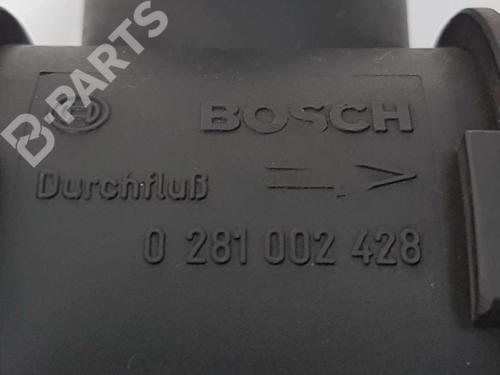 B-PARTS
BOSCH
Durchfluß
0 281 002 428